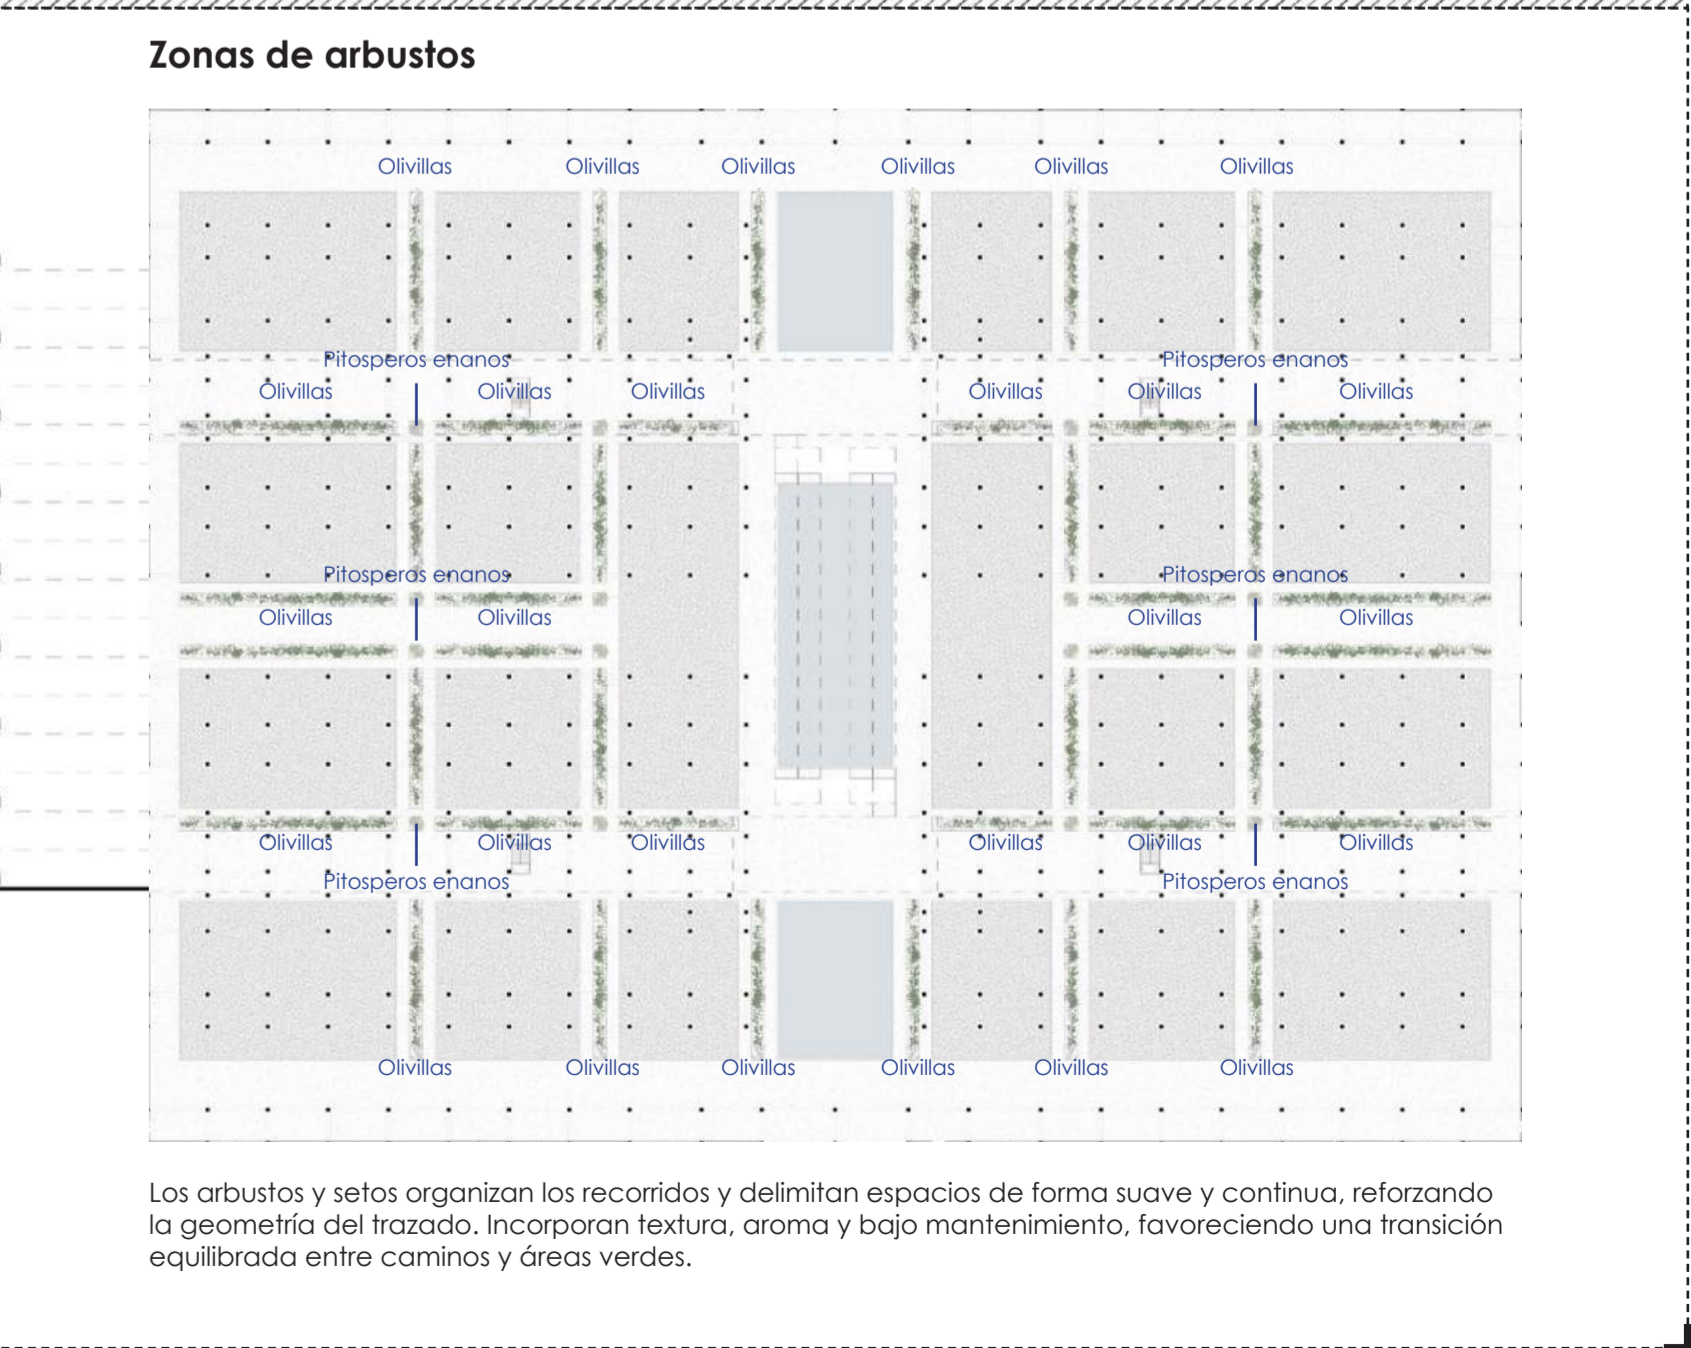 Zonas de arbustos
Olivillas Olivillas Olivillas Olivillas Olivillas Olivillas
Pitosperos enanos Pitosperos enanos
Olivillas Olivillas Olivillas Olivillas Olivillas Olivillas
Pitosperos enanos Pitosperos enanos
Olivillas Olivillas Olivillas Olivillas
Olivillas Olivillas Olivillas Olivillas Olivillas Olivillas
Pitosperos enanos Pitosperos enanos
Olivillas Olivillas Olivillas Olivillas Olivillas Olivillas
Los arbustos y setos organizan los recorridos y delimitan espacios de forma suave y continua, reforzando
la geometría del trazado. Incorporan textura, aroma y bajo mantenimiento, favoreciendo una transición
equilibrada entre caminos y áreas verdes.